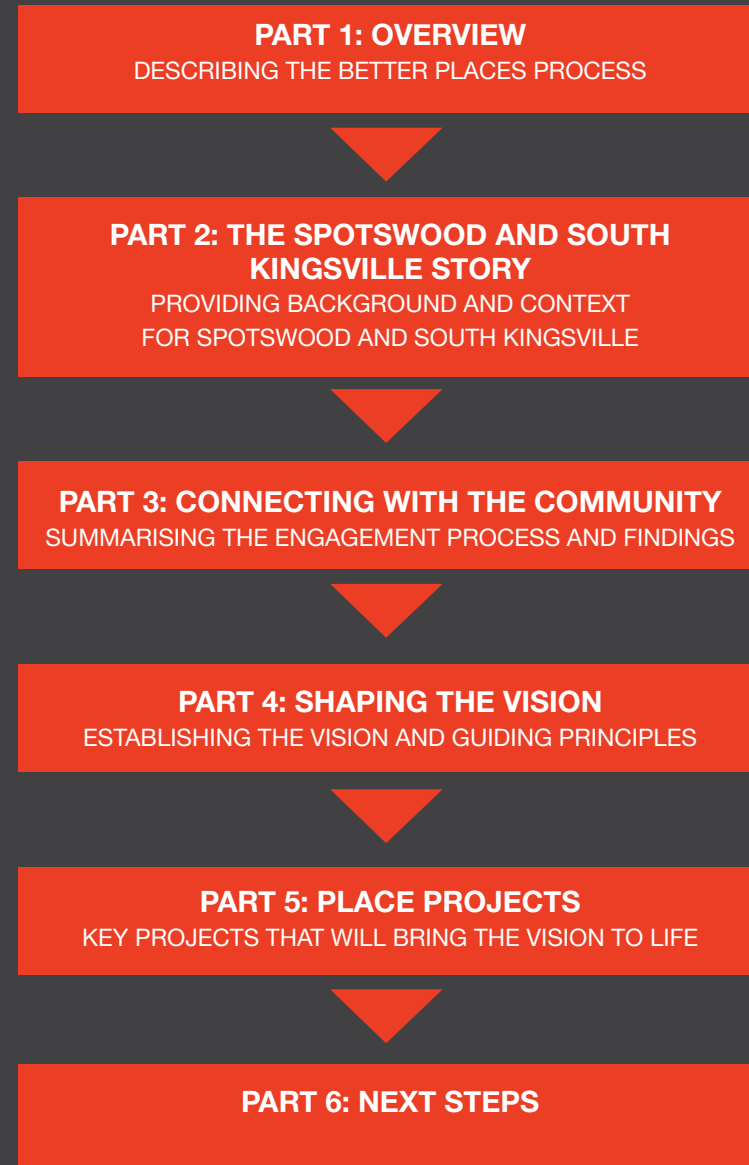 PART 1: OVERVIEW
DESCRIBING THE BETTER PLACES PROCESS
PART 2: THE SPOTSWOOD AND SOUTH
KINGSVILLE STORY
PROVIDING BACKGROUND AND CONTEXT
FOR SPOTSWOOD AND SOUTH KINGSVILLE
PART 3: CONNECTING WITH THE COMMUNITY
SUMMARISING THE ENGAGEMENT PROCESS AND FINDINGS
PART 4: SHAPING THE VISION
ESTABLISHING THE VISION AND GUIDING PRINCIPLES
PART 5: PLACE PROJECTS
KEY PROJECTS THAT WILL BRING THE VISION TO LIFE
PART 6: NEXT STEPS